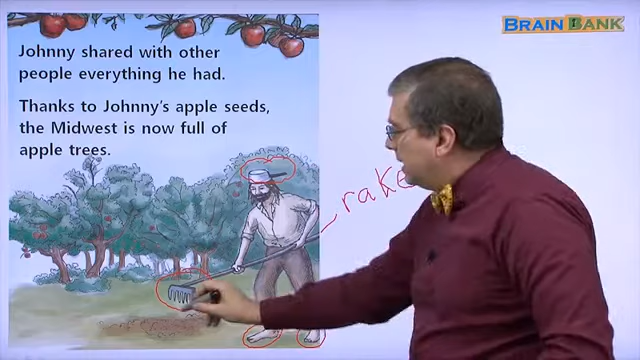 BRAIN BANK
Johnny shared with other
people everything he had.
Thanks to Johnny's apple seeds,
the Midwest is now full of
apple trees.
rake